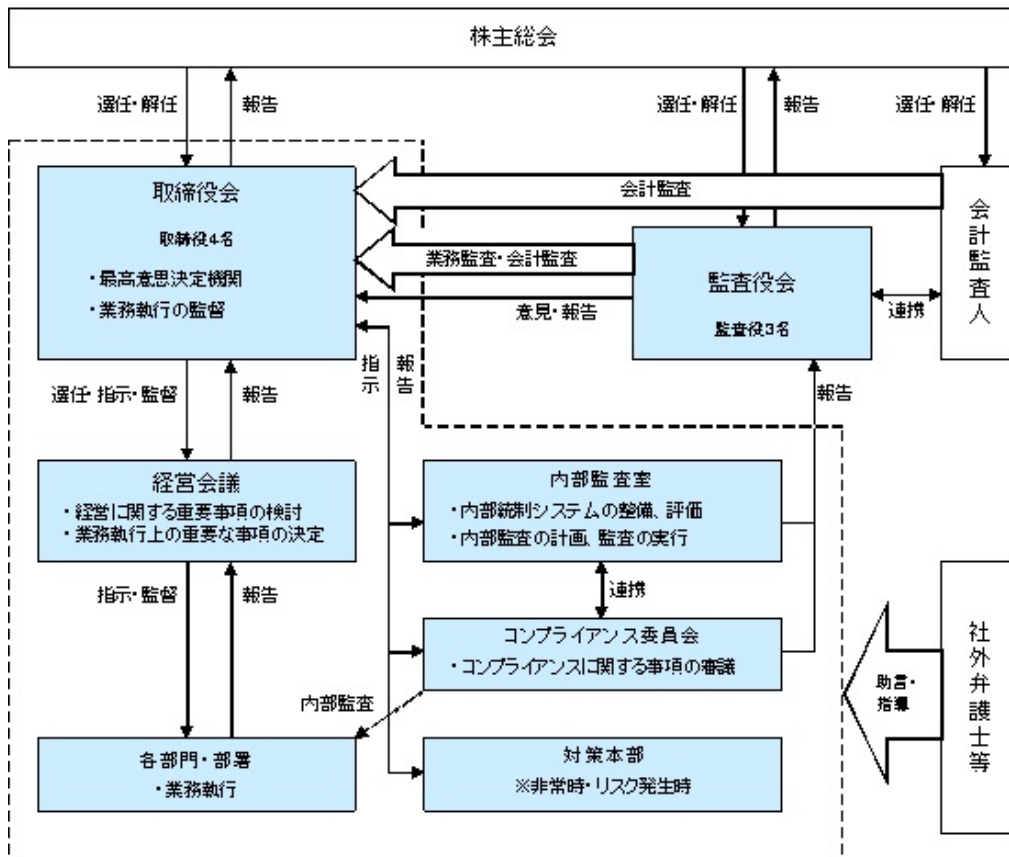 株主総会
選任・解任
報告
選任・解任
報告
選任・解任
取締役会
取締役4名
・最高意思決定機関
・業務執行の監督
会計監査
業務監査・会計監査
意見・報告
監査役会
監査役3名
連携
会計監査人
指示
報告
選任・指示・監督
報告
報告
経営会議
・経営に関する重要事項の検討
・業務執行上の重要な事項の決定
内部監査室
・内部統制システムの整備、評価
・内部監査の計画、監査の実行
指示・監督
報告
連携
コンプライアンス委員会
・コンプライアンスに関する事項の審議
内部監査
助言・
指導
社外弁護士等
各部門・部署
・業務執行
対策本部
※非常時・リスク発生時